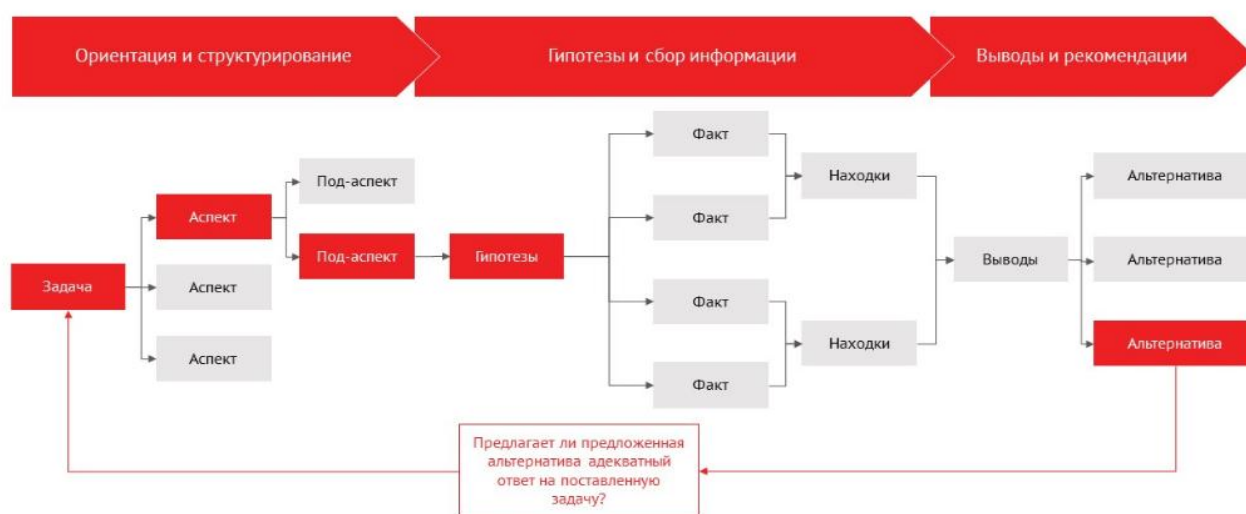 Ориентация и структурирование
Гипотезы и сбор информации
Выводы и рекомендации
Задача
Аспект
Аспект
Аспект
Под-аспект
Под-аспект
Гипотезы
Факт
Факт
Факт
Факт
Находки
Находки
Выводы
Альтернатива
Альтернатива
Альтернатива
Предлагает ли предложенная
альтернатива адекватный
ответ на поставленную
задачу?